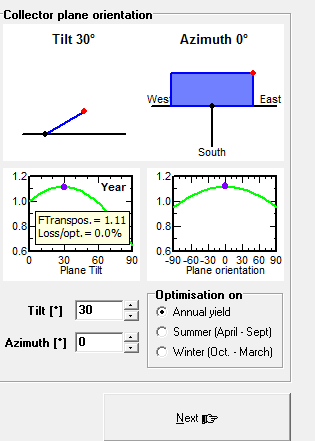 Collector plane orientation
Tilt 30°
Azimuth 0°
West
East
South
1.2
1.0
0.8
0.6
Year
FTranspos.= 1.11
Loss/opt.= 0.0%
0 30 60 90
Plane Tilt
1.2
1.0
0.8
0.6
-90 -60 -30 0 30 60 90
Plane orientation
Tilt [°] 30
Azimuth [°] 0
Optimisation on
Annual yield
Summer (April - Sept)
Winter (Oct. - March)
Next